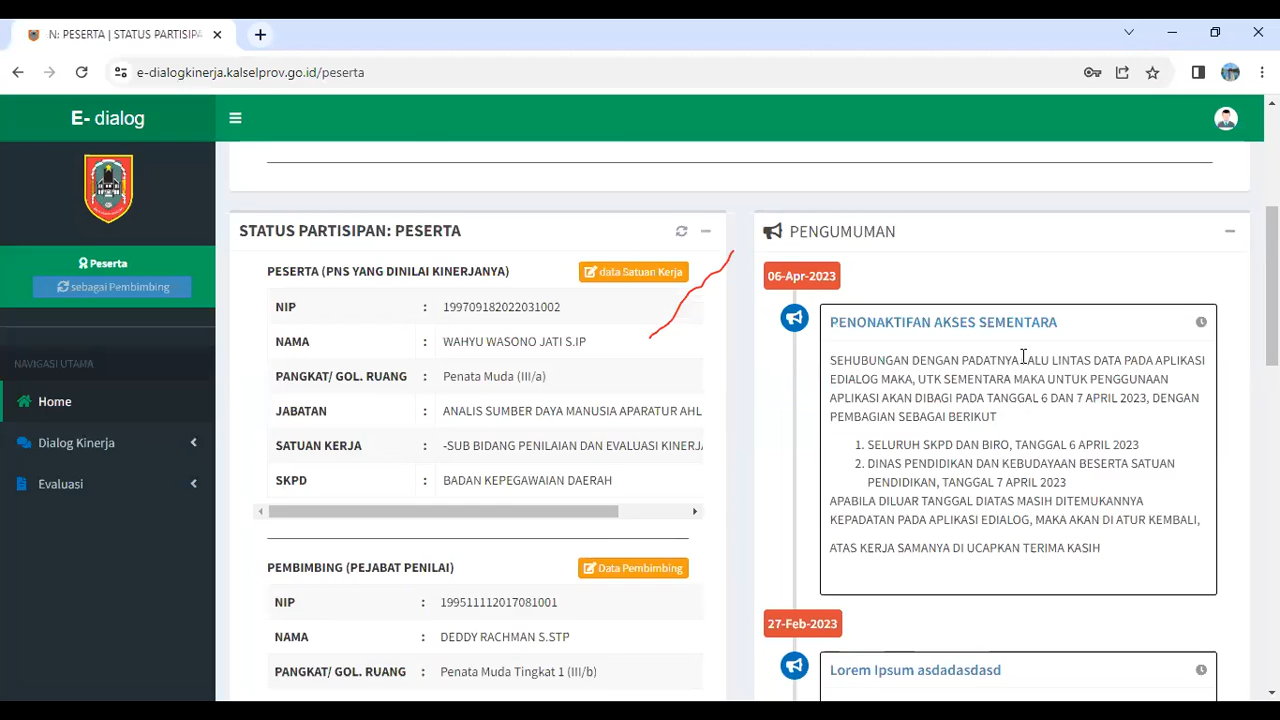 N: PESERTA | STATUS PARTISIP
e-dialogkinerja.kalselprov.go.id/peserta
E- dialog
Peserta
sebagai Pembimbing
NAVIGASI UTAMA
Home
Dialog Kinerja
Evaluasi
STATUS PARTISIPAN: PESERTA
PESERTA (PNS YANG DINILAI KINERJANYA)
data Satuan Kerja
NIP : 199709182022031002
NAMA : WAHYU WASONO JATI S.IP
PANGKAT/ GOL. RUANG : Penata Muda (III/a)
JABATAN : ANALIS SUMBER DAYA MANUSIA APARATUR AHL
SATUAN KERJA : -SUB BIDANG PENILAIAN DAN EVALUASI KINERJA
SKPD : BADAN KEPEGAWAIAN DAERAH
PEMBIMBING (PEJABAT PENILAI)
Data Pembimbing
NIP : 199511112017081001
NAMA : DEDDY RACHMAN S.STP
PANGKAT/ GOL. RUANG : Penata Muda Tingkat 1 (III/b)
PENGUMUMAN
06-Apr-2023
PENONAKTIFAN AKSES SEMENTARA
SEHUBUNGAN DENGAN PADATNYA LALU LINTAS DATA PADA APLIKASI
EDIALOG MAKA, UTK SEMENTARA MAKA UNTUK PENGGUNAAN
APLIKASI AKAN DIBAGI PADA TANGGAL 6 DAN 7 APRIL 2023, DENGAN
PEMBAGIAN SEBAGAI BERIKUT
1. SELURUH SKPD DAN BIRO, TANGGAL 6 APRIL 2023
2. DINAS PENDIDIKAN DAN KEBUDAYAAN BESERTA SATUAN
PENDIDIKAN, TANGGAL 7 APRIL 2023
APABILA DILUAR TANGGAL DIATAS MASIH DITEMUKANNYA
KEPADATAN PADA APLIKASI EDIALOG, MAKA AKAN DI ATUR KEMBALI,
ATAS KERJA SAMANYA DI UCAPKAN TERIMA KASIH
27-Feb-2023
Lorem Ipsum asdadasdasd